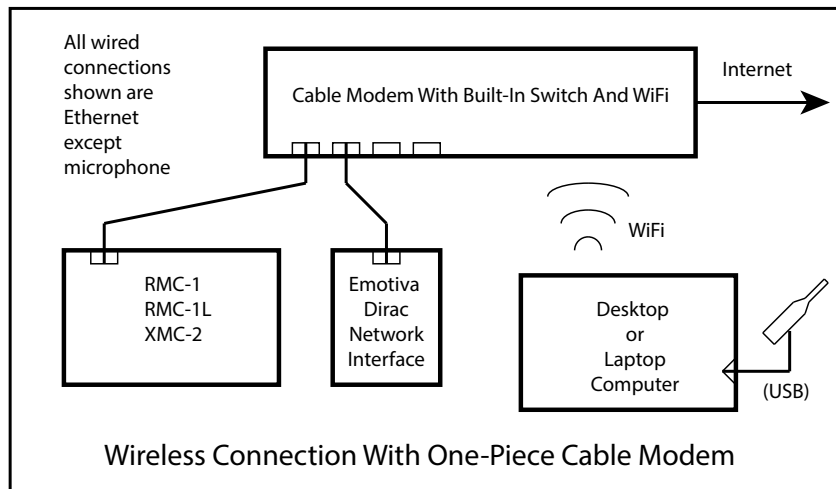 All wired
connections
shown are
Ethernet
except
microphone
Cable Modem With Built-In Switch And WiFi
Internet
WiFi
RMC-1
RMC-1L
XMC-2
Emotiva
Dirac
Network
Interface
Desktop
or
Laptop
Computer
(USB)
Wireless Connection With One-Piece Cable Modem